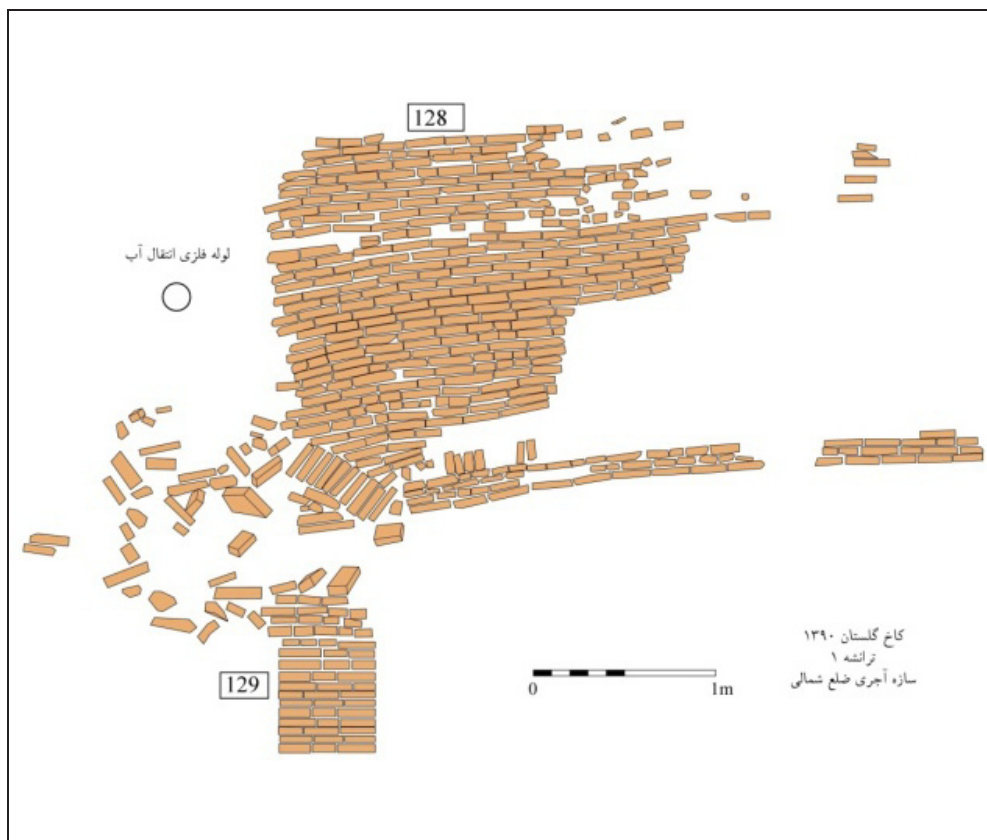 128
لوله فلزی انتقال آب
129
0 1m
کاخ گلستان ۱۳۹۰
ترانشه ۱
سازه آجری ضلع شمالی